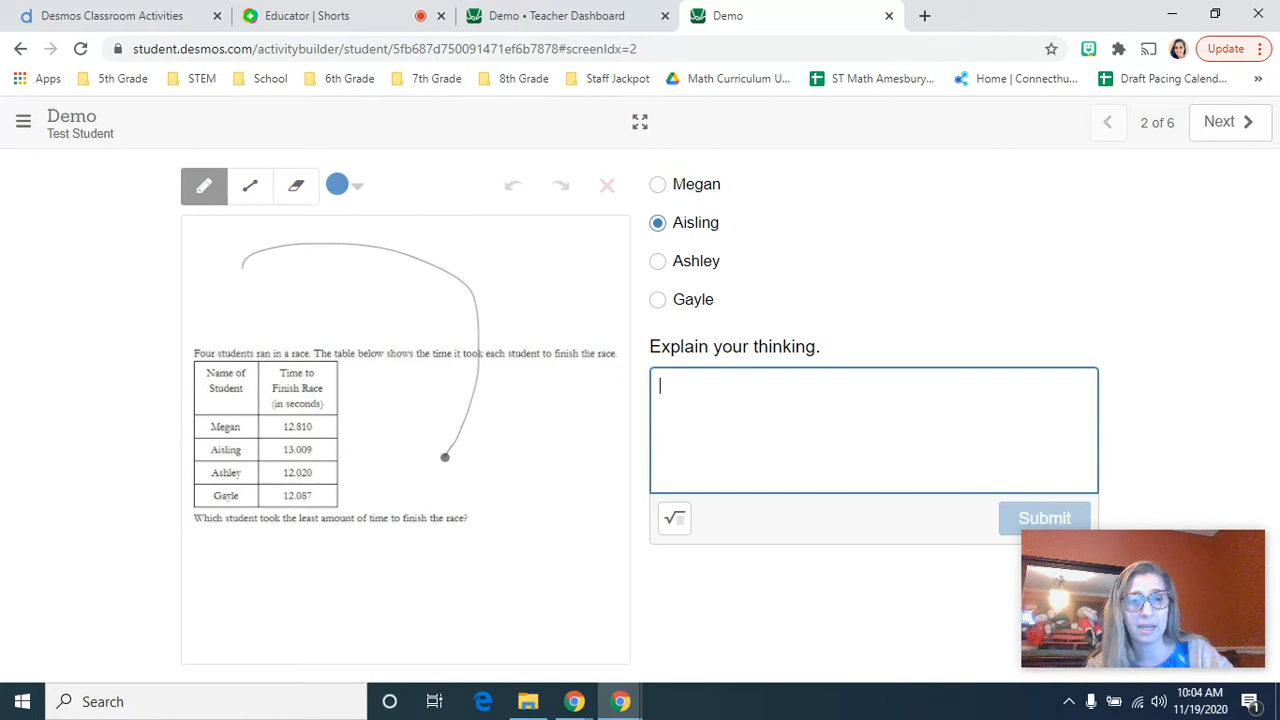 Desmos Classroom Activities
Educator | Shorts
Demo • Teacher Dashboard
Demo
student.desmos.com/activitybuilder/student/5fb687d750091471ef6b7878#screenIdx=2
Update
Apps
5th Grade
STEM
School
6th Grade
7th Grade
8th Grade
Staff Jackpot
Math Curriculum U...
ST Math Amesbury...
Home | Connecthu...
Draft Pacing Calend...
»
Demo
Test Student
2 of 6
Next
Megan
Aisling
Ashley
Gayle
Explain your thinking.
Submit
Four students ran in a race. The table below shows the time it took each student to finish the race.
Name of Student
Time to Finish Race (in seconds)
Megan 12.810
Aisling 13.009
Ashley 12.020
Gayle 12.087
Which student took the least amount of time to finish the race?
Search
10:04 AM
11/19/2020
1